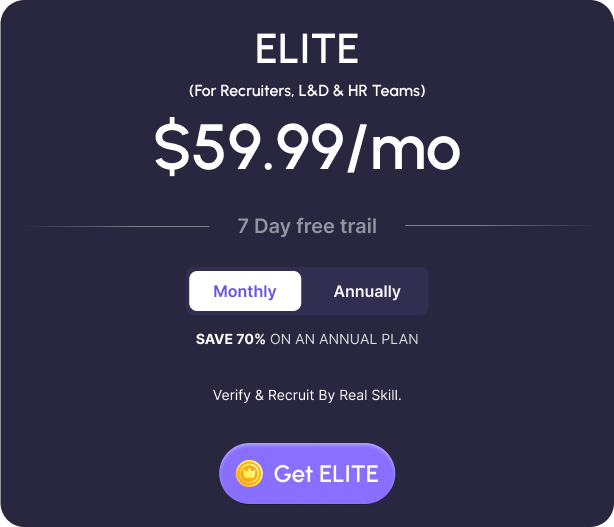 ELITE
(For Recruiters, L&D & HR Teams)
$59.99/mo
7 Day free trail
Monthly Annually
SAVE 70% ON AN ANNUAL PLAN
Verify & Recruit By Real Skill.
Get ELITE